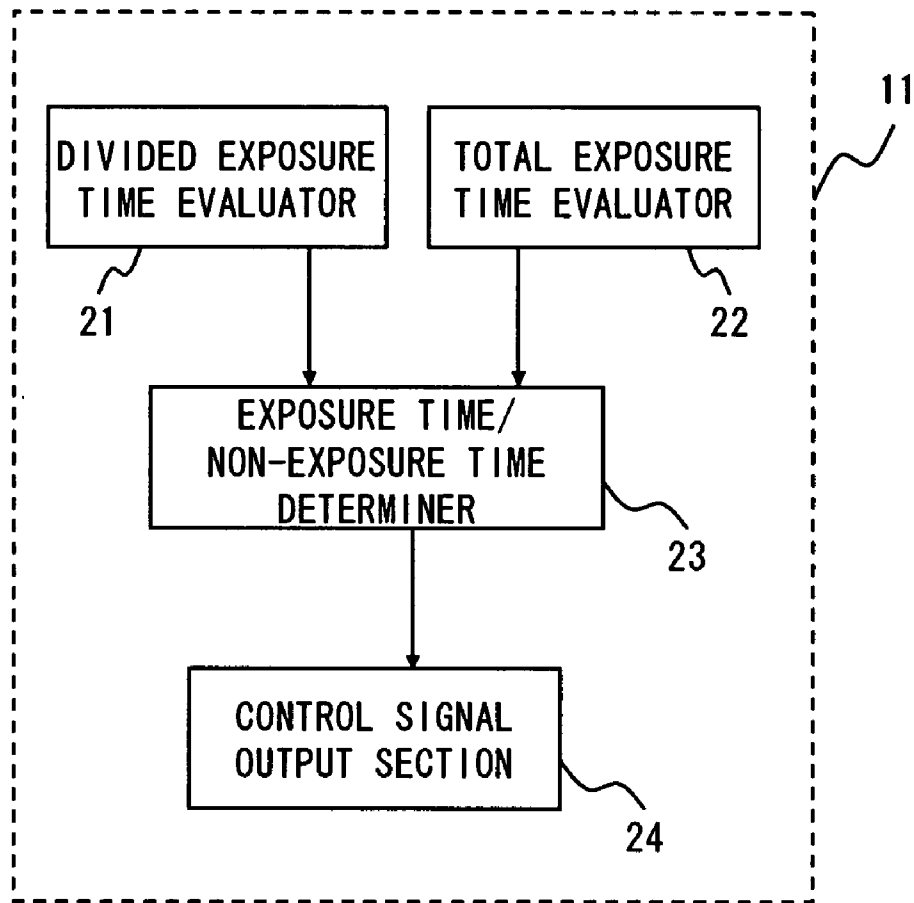 11
DIVIDED EXPOSURE
TIME EVALUATOR
TOTAL EXPOSURE
TIME EVALUATOR
21
22
EXPOSURE TIME/
NON-EXPOSURE TIME
DETERMINER
23
CONTROL SIGNAL
OUTPUT SECTION
24